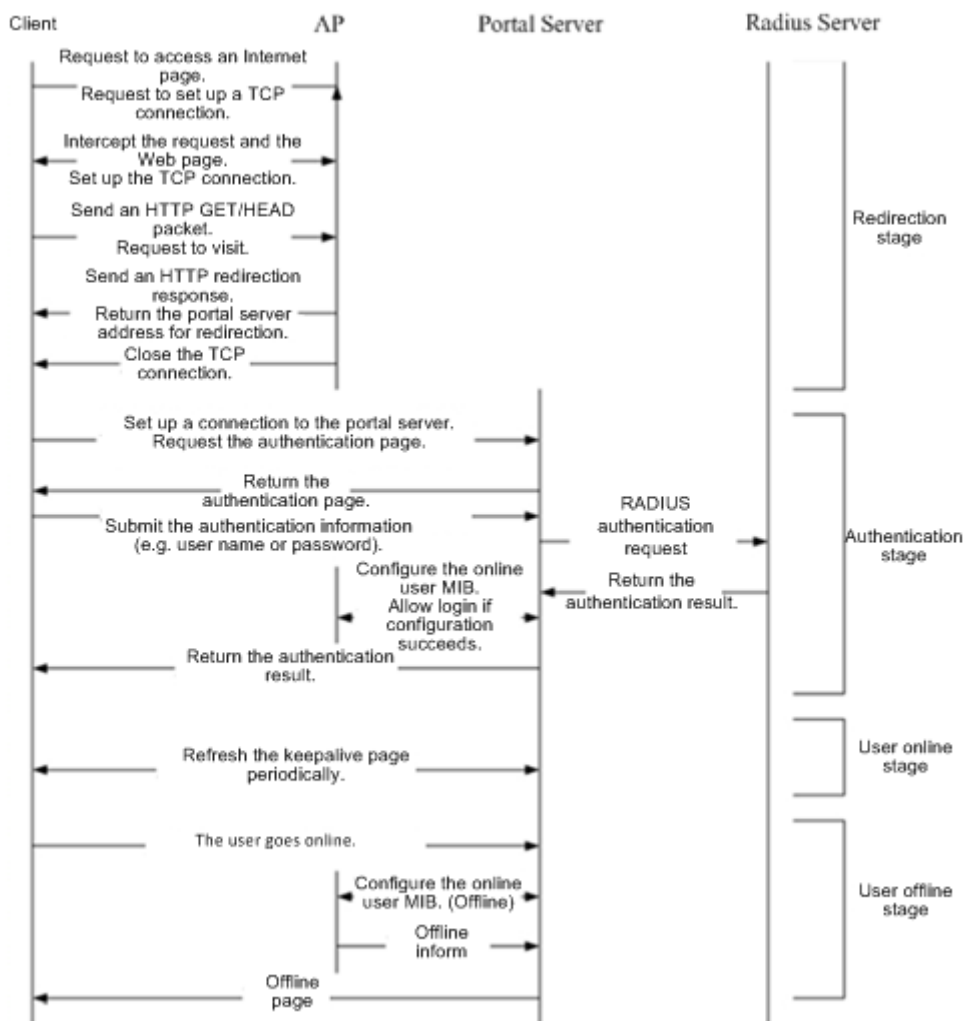 Client
AP
Portal Server
Radius Server
Request to access an Internet
page.
Request to set up a TCP
connection.
Intercept the request and the
Web page.
Set up the TCP connection.
Send an HTTP GET/HEAD
packet.
Request to visit.
Redirection
stage
Send an HTTP redirection
response.
Return the portal server
address for redirection.
Close the TCP
connection.
Set up a connection to the portal server.
Request the authentication page.
Return the
authentication page.
Submit the authentication information
(e.g. user name or password).
RADIUS
authentication
request
Authentication
stage
Configure the online
user MIB.
Allow login if
configuration
succeeds.
Return the
authentication result.
Return the authentication
result.
Refresh the keepalive page
periodically.
User online
stage
The user goes online.
Configure the online
user MIB. (Offline)
User offline
stage
Offline
inform
Offline
page